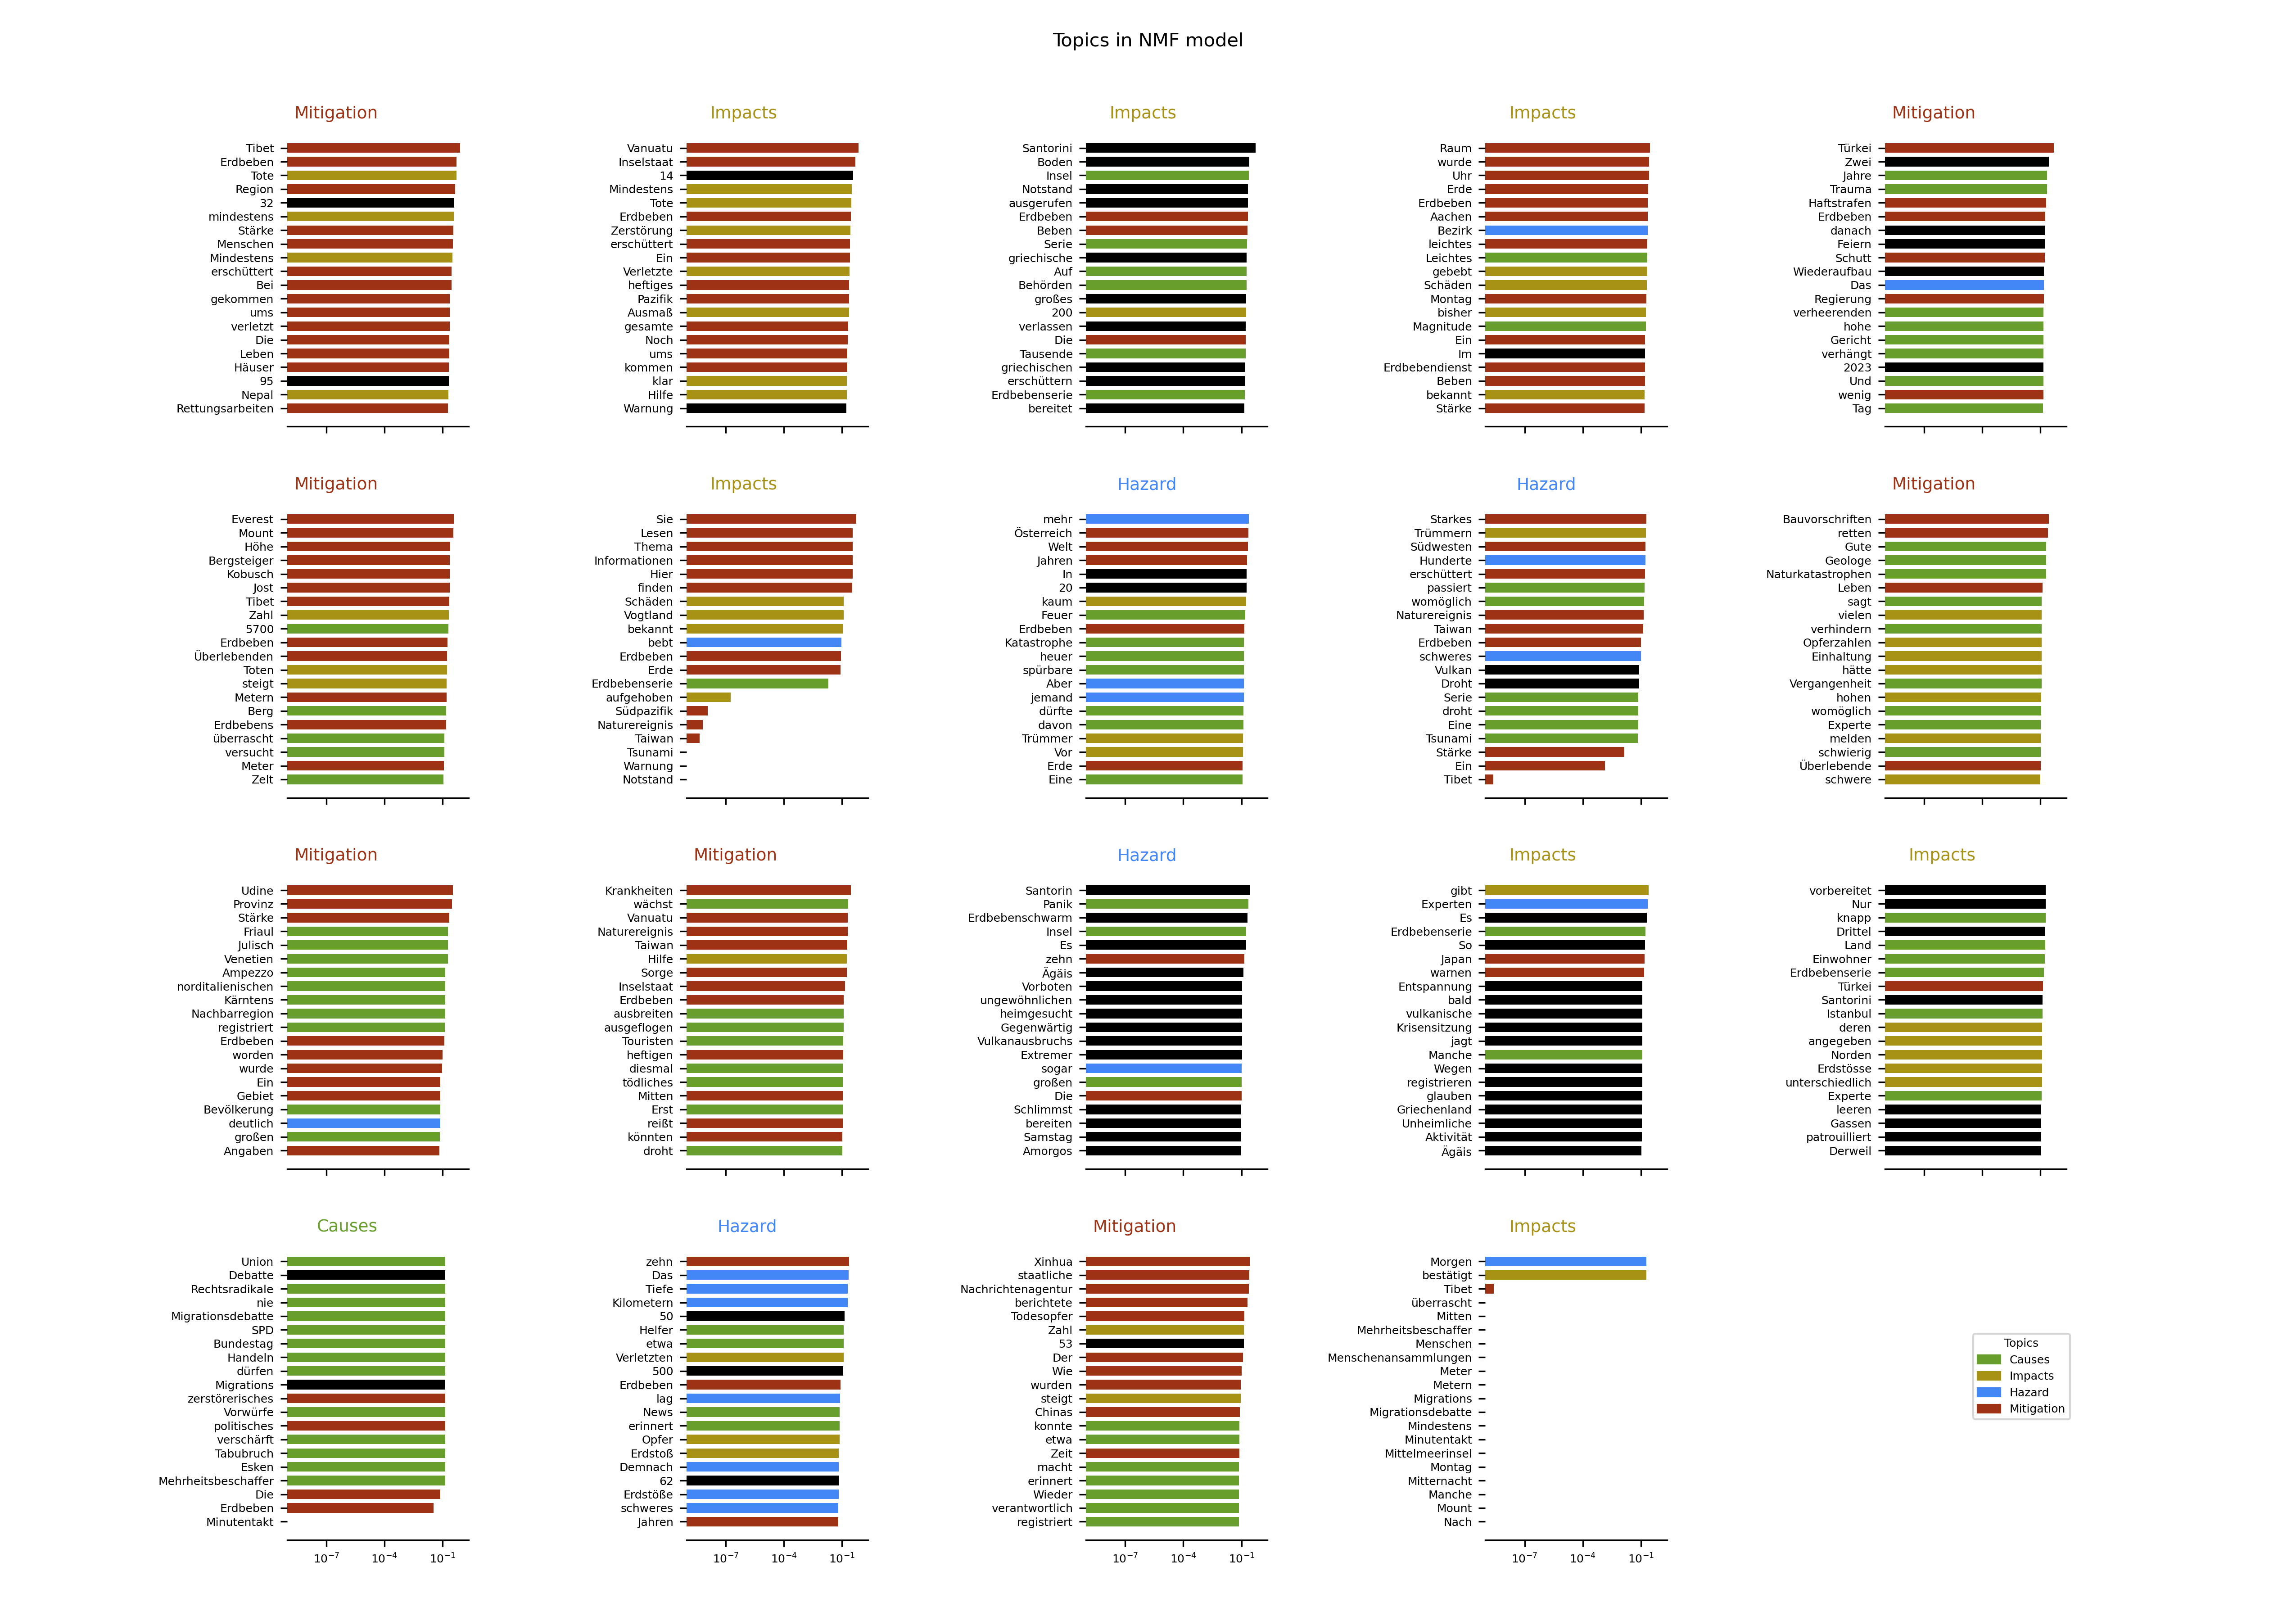 Topics in NMF model
Mitigation
Tibet
Erdbeben
Tote
Region
32
mindestens
Stärke
Menschen
Mindestens
erschüttert
Bei
gekommen
ums
verletzt
Die
Leben
Häuser
95
Nepal
Rettungsarbeiten
Impacts
Vanuatu
Inselstaat
14
Mindestens
Tote
Erdbeben
Zerstörung
erschüttert
Ein
Verletzte
heftiges
Pazifik
Ausmaß
gesamte
Noch
ums
kommen
klar
Hilfe
Warnung
Impacts
Santorini
Boden
Insel
Notstand
ausgerufen
Erdbeben
Beben
Serie
griechische
Auf
Behörden
großes
200
verlassen
Die
Tausende
griechischen
erschüttern
Erdbebenserie
bereitet
Impacts
Raum
wurde
Uhr
Erde
Erdbeben
Aachen
Bezirk
leichtes
Leichtes
gebebt
Schäden
Montag
bisher
Magnitude
Ein
Im
Erdbebendienst
Beben
bekannt
Stärke
Mitigation
Türkei
Zwei
Jahre
Trauma
Haftstrafen
Erdbeben
danach
Feiern
Schutt
Wiederaufbau
Das
Regierung
verheerenden
hohe
Gericht
verhängt
2023
Und
wenig
Tag
Mitigation
Everest
Mount
Höhe
Bergsteiger
Kobusch
Jost
Tibet
Zahl
5700
Erdbeben
Überlebenden
Toten
steigt
Metern
Berg
Erdbebens
überrascht
versucht
Meter
Zelt
Impacts
Sie
Lesen
Thema
Informationen
Hier
finden
Schäden
Vogtland
bekannt
bebt
Erdbeben
Erde
Erdbebenserie
aufgehoben
Südpazifik
Naturereignis
Taiwan
Tsunami
Warnung
Notstand
Hazard
mehr
Österreich
Welt
Jahren
In
20
kaum
Feuer
Erdbeben
Katastrophe
heuer
spürbare
Aber
jemand
dürfte
davon
Trümmer
Vor
Erde
Eine
Hazard
Starkes
Trümmern
Südwesten
Hunderte
erschüttert
passiert
womöglich
Naturereignis
Taiwan
Erdbeben
schweres
Vulkan
Droht
Serie
droht
Eine
Tsunami
Stärke
Ein
Tibet
Mitigation
Bauvorschriften
retten
Gute
Geologe
Naturkatastrophen
Leben
sagt
vielen
verhindern
Opferzahlen
Einhaltung
hätte
Vergangenheit
hohen
womöglich
Experte
melden
schwierig
Überlebende
schwere
Mitigation
Udine
Provinz
Stärke
Friaul
Julisch
Venetien
Ampezzo
norditalienischen
Kärntens
Nachbarregion
registriert
Erdbeben
worden
wurde
Ein
Gebiet
Bevölkerung
deutlich
großen
Angaben
Mitigation
Krankheiten
wächst
Vanuatu
Naturereignis
Taiwan
Hilfe
Sorge
Inselstaat
Erdbeben
ausbreiten
ausgeflogen
Touristen
heftigen
diesmal
tödliches
Mitten
Erst
reißt
könnten
droht
Hazard
Santorin
Panik
Erdbebenschwarm
Insel
Es
zehn
Ägäis
Vorboten
ungewöhnlichen
heimgesucht
Gegenwärtig
Vulkanausbruchs
Extremer
sogar
großen
Die
Schlimmst
bereiten
Samstag
Amorgos
Impacts
gibt
Experten
Es
Erdbebenserie
So
Japan
warnen
Entspannung
bald
vulkanische
Krisensitzung
jagt
Manche
Wegen
registrieren
glauben
Griechenland
Unheimliche
Aktivität
Ägäis
Impacts
vorbereitet
Nur
knapp
Drittel
Land
Einwohner
Erdbebenserie
Türkei
Santorini
Istanbul
deren
angegeben
Norden
Erdstösse
unterschiedlich
Experte
leeren
Gassen
patrouilliert
Derweil
Causes
Union
Debatte
Rechtsradikale
nie
Migrationsdebatte
SPD
Bundestag
Handeln
dürfen
Migrations
zerstörerisches
Vorwürfe
politisches
verschärft
Tabubruch
Esken
Mehrheitsbeschaffer
Die
Erdbeben
Minutentakt
10⁻⁷ 10⁻⁴ 10⁻¹
Hazard
zehn
Das
Tiefe
Kilometern
50
Helfer
etwa
Verletzten
500
Erdbeben
lag
News
erinnert
Opfer
Erdstoß
Demnach
62
Erdstöße
schweres
Jahren
10⁻⁷ 10⁻⁴ 10⁻¹
Mitigation
Xinhua
staatliche
Nachrichtenagentur
berichtete
Todesopfer
Zahl
53
Der
Wie
wurden
steigt
Chinas
konnte
etwa
Zeit
macht
erinnert
Wieder
verantwortlich
registriert
10⁻⁷ 10⁻⁴ 10⁻¹
Impacts
Morgen
bestätigt
Tibet
überrascht
Mitten
Mehrheitsbeschaffer
Menschen
Menschenansammlungen
Meter
Metern
Migrations
Migrationsdebatte
Mindestens
Minutentakt
Mittelmeerinsel
Montag
Mitternacht
Manche
Mount
Nach
10⁻⁷ 10⁻⁴ 10⁻¹
Topics
Causes
Impacts
Hazard
Mitigation